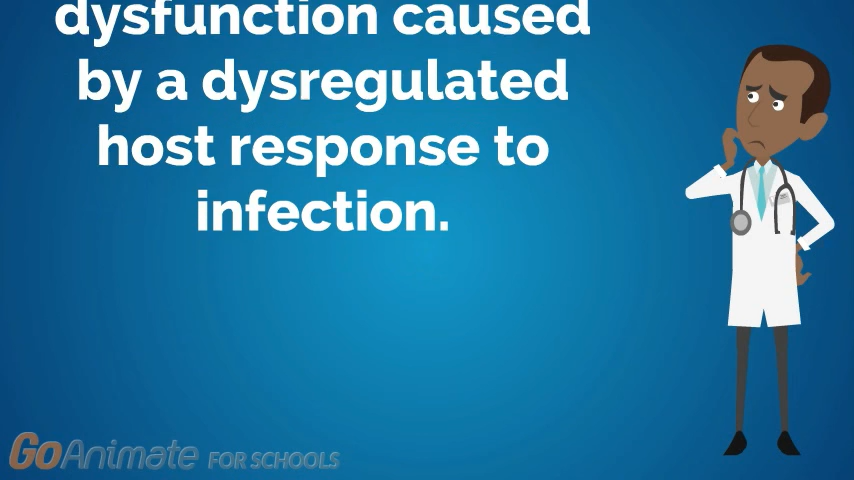 dysfunction caused
by a dysregulated
host response to
infection.
GoAnimate FOR SCHOOLS